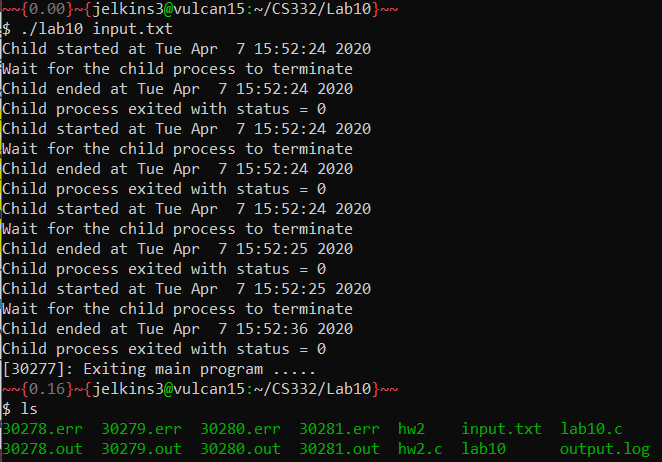 ~~{0.00}~{jelkins3@vulcan15:~/CS332/Lab10}~~
$ ./lab10 input.txt
Child started at Tue Apr  7 15:52:24 2020
Wait for the child process to terminate
Child ended at Tue Apr  7 15:52:24 2020
Child process exited with status = 0
Child started at Tue Apr  7 15:52:24 2020
Wait for the child process to terminate
Child ended at Tue Apr  7 15:52:24 2020
Child process exited with status = 0
Child started at Tue Apr  7 15:52:24 2020
Wait for the child process to terminate
Child ended at Tue Apr  7 15:52:25 2020
Child process exited with status = 0
Child started at Tue Apr  7 15:52:25 2020
Wait for the child process to terminate
Child ended at Tue Apr  7 15:52:36 2020
Child process exited with status = 0
[30277]: Exiting main program .....
~~{0.16}~{jelkins3@vulcan15:~/CS332/Lab10}~~
$ ls
30278.err  30279.err  30280.err  30281.err  hw2    input.txt  lab10.c
30278.out  30279.out  30280.out  30281.out  hw2.c  lab10      output.log